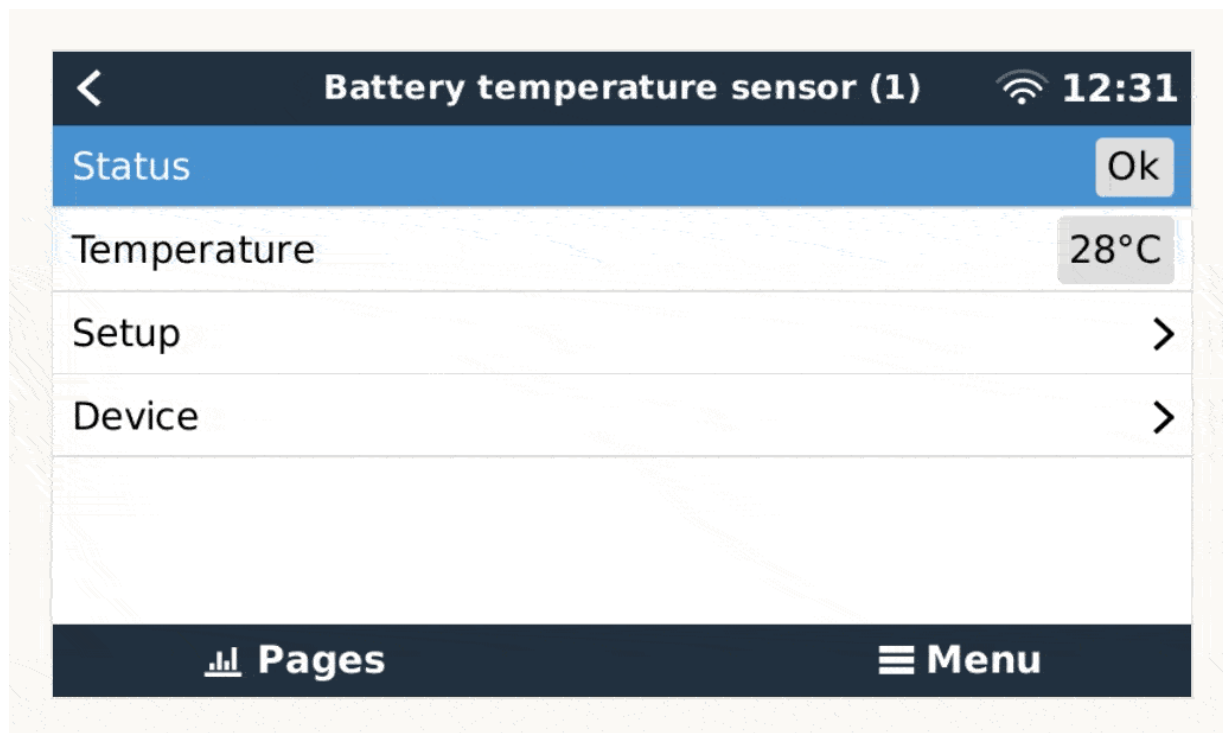 Battery temperature sensor (1) 12:31
Status Ok
Temperature 28°C
Setup
Device
Pages Menu